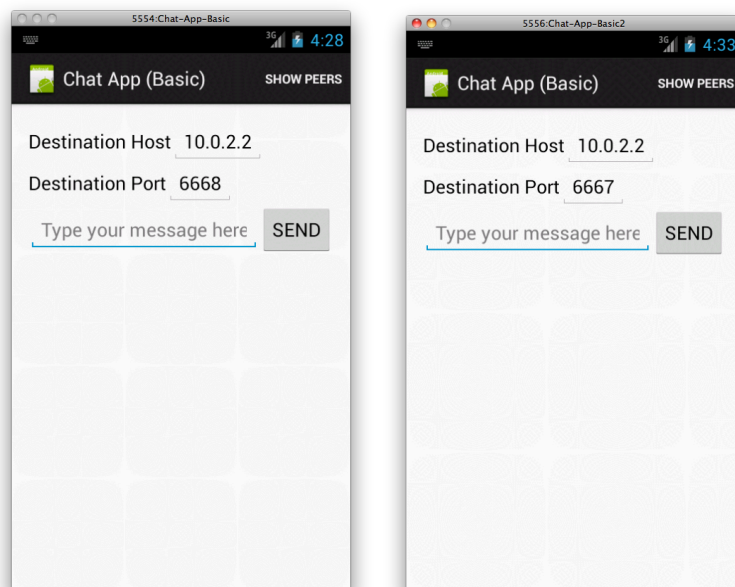 5554:Chat-App-Basic
3G 4:28
Chat App (Basic) SHOW PEERS
Destination Host 10.0.2.2
Destination Port 6668
Type your message here SEND
5556:Chat-App-Basic2
3G 4:33
Chat App (Basic) SHOW PEERS
Destination Host 10.0.2.2
Destination Port 6667
Type your message here SEND